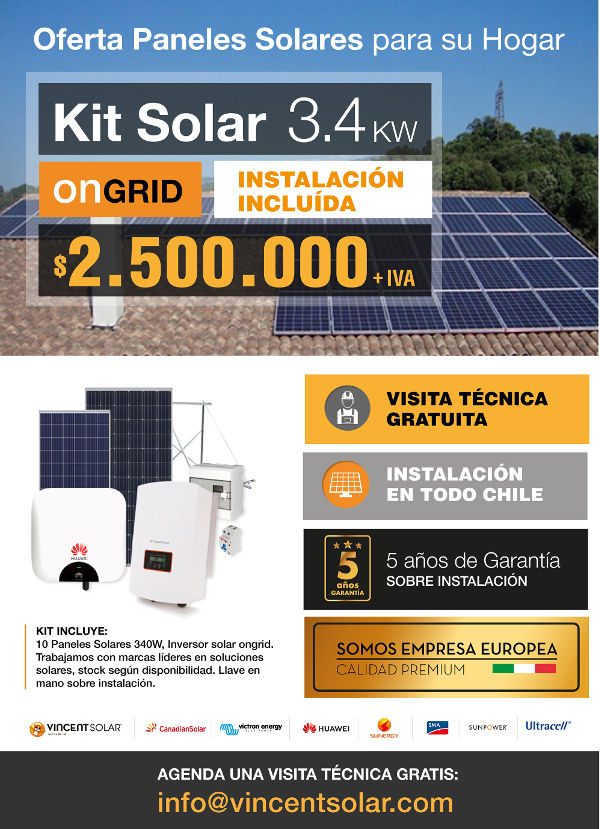 Oferta Paneles Solares para su Hogar
Kit Solar 3.4 KW
onGRID
INSTALACIÓN
INCLUÍDA
$2.500.000 + IVA
VISITA TÉCNICA
GRATUITA
INSTALACIÓN
EN TODO CHILE
5
años
GARANTÍA
5 años de Garantía
SOBRE INSTALACIÓN
HUAWEI
KIT INCLUYE:
10 Paneles Solares 340W, Inversor solar ongrid.
Trabajamos con marcas líderes en soluciones
solares, stock según disponibilidad. Llave en
mano sobre instalación.
SOMOS EMPRESA EUROPEA
CALIDAD PREMIUM
VINCENTSOLAR
CanadianSolar
victron energy
HUAWEI
SUNERGY
SMA
SUNPOWER
Ultracell
AGENDA UNA VISITA TÉCNICA GRATIS:
info@vincentsolar.com